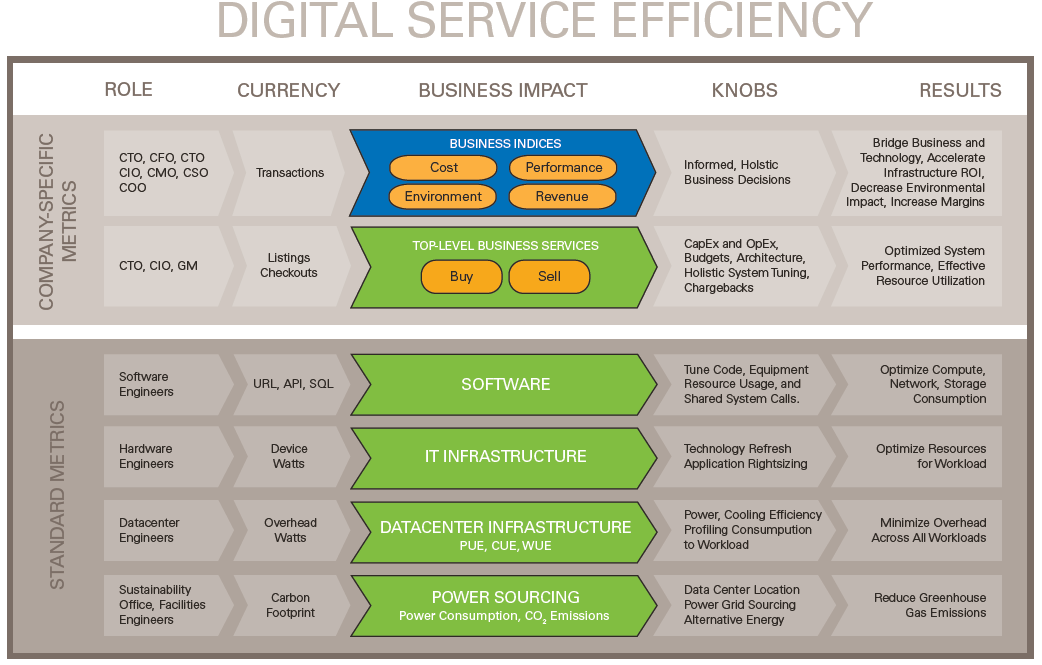 DIGITAL SERVICE EFFICIENCY
ROLE
CURRENCY
BUSINESS IMPACT
KNOBS
RESULTS
COMPANY-SPECIFIC
METRICS
CTO, CFO, CTO
CIO, CMO, CSO
COO
Transactions
BUSINESS INDICES
Cost
Performance
Environment
Revenue
Informed, Holstic
Business Decisions
Bridge Business and
Technology, Accelerate
Infrastructure ROI,
Decrease Environmental
Impact, Increase Margins
CTO, CIO, GM
Listings
Checkouts
TOP-LEVEL BUSINESS SERVICES
Buy
Sell
CapEx and OpEx,
Budgets, Architecture,
Holistic System Tuning,
Chargebacks
Optimized System
Performance, Effective
Resource Utilization
STANDARD METRICS
Software
Engineers
URL, API, SQL
SOFTWARE
Tune Code, Equipment
Resource Usage, and
Shared System Calls.
Optimize Compute,
Network, Storage
Consumption
Hardware
Engineers
Device
Watts
IT INFRASTRUCTURE
Technology Refresh
Application Rightsizing
Optimize Resources
for Workload
Datacenter
Engineers
Overhead
Watts
DATACENTER INFRASTRUCTURE
PUE, CUE, WUE
Power, Cooling Efficiency
Profiling Consumpution
to Workload
Minimize Overhead
Across All Workloads
Sustainability
Office, Facilities
Engineers
Carbon
Footprint
POWER SOURCING
Power Consumption, CO₂ Emissions
Data Center Location
Power Grid Sourcing
Alternative Energy
Reduce Greenhouse
Gas Emissions